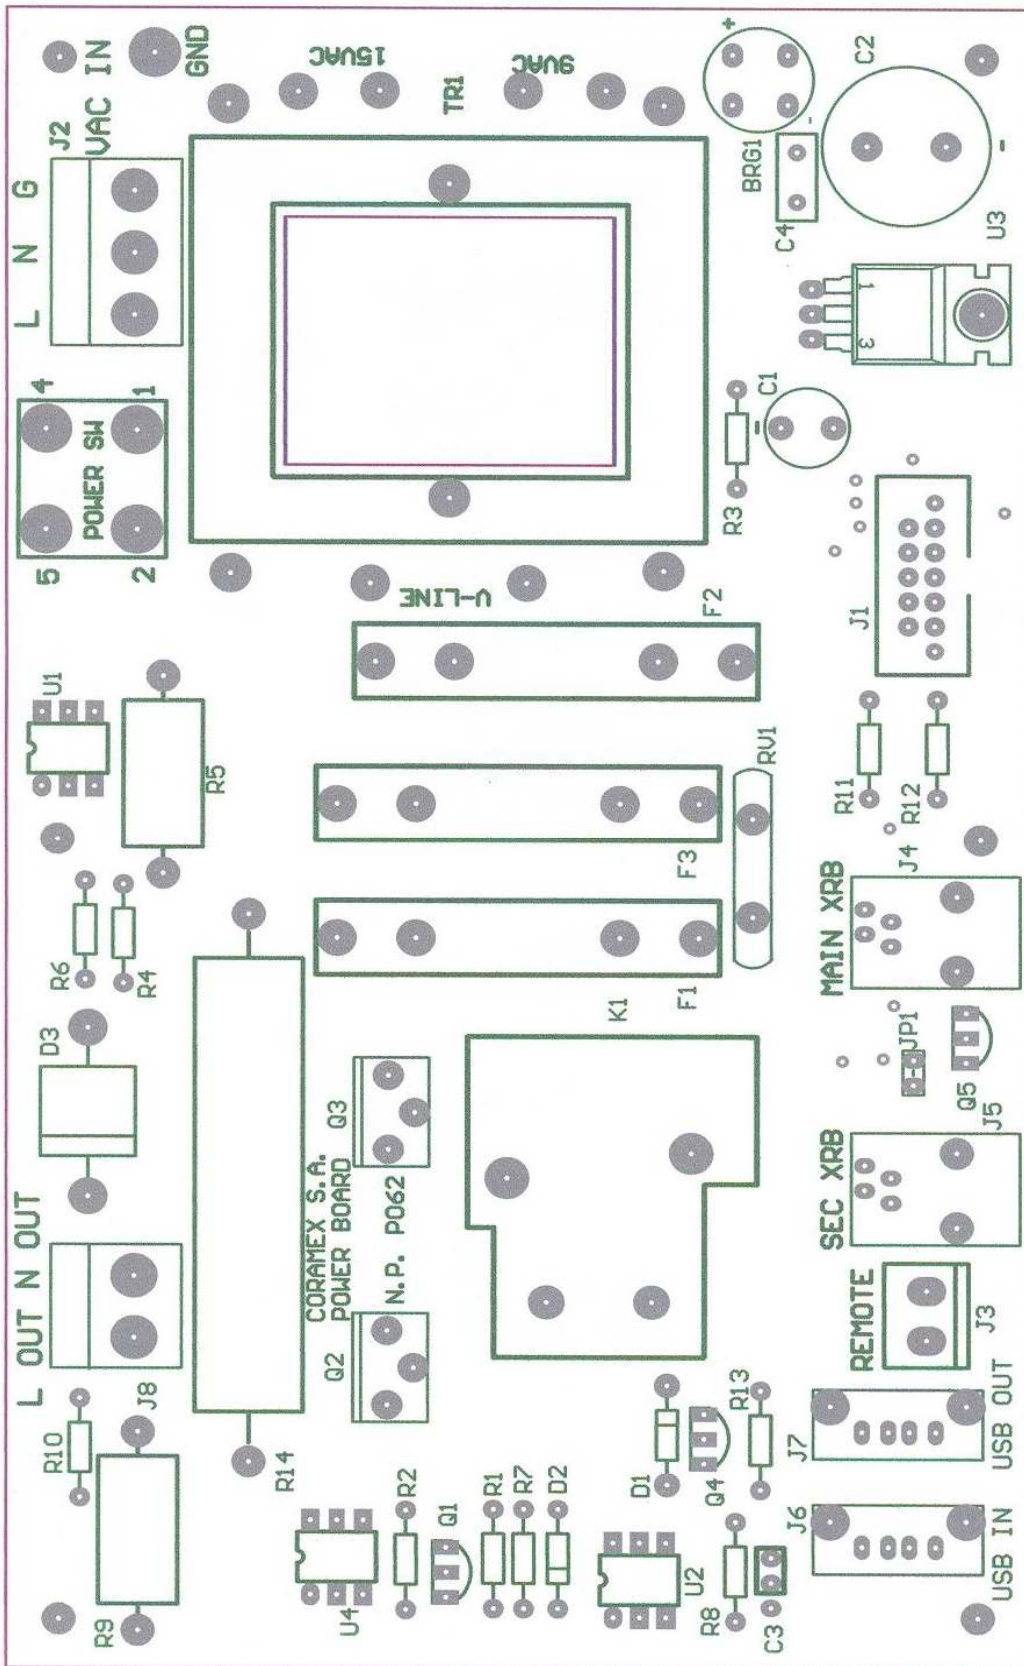 GND
VAC IN
J2
L N G
15VAC
9VAC
TR1
+
-
BRG1
C2
-
C4
U3
1
3
4
1
POWER SW
5
2
C1
-
R3
V-LINE
F2
J1
U1
R5
RV1
R11
R12
F3
J4
MAIN XRB
R6
R4
F1
K1
D3
JP1
Q5
J5
SEC XRB
Q3
CORAMEX S.A.
POWER BOARD
N.P. P062
L OUT N OUT
REMOTE
J3
Q2
J8
R10
R14
R13
D1
Q4
J7
USB OUT
R2
Q1
R1
R7
D2
J6
USB IN
U4
U2
R8
C3
R9